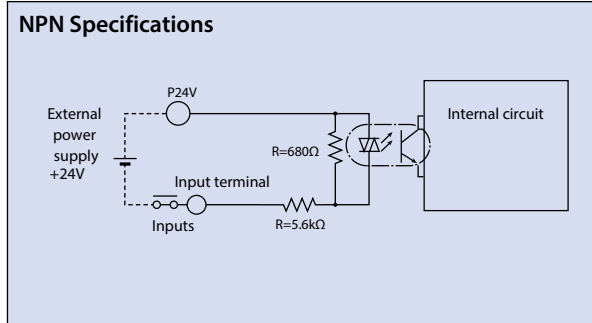 NPN Specifications
P24V
External
power
supply
+24V
Internal circuit
R=680Ω
Input terminal
R=5.6kΩ
Inputs